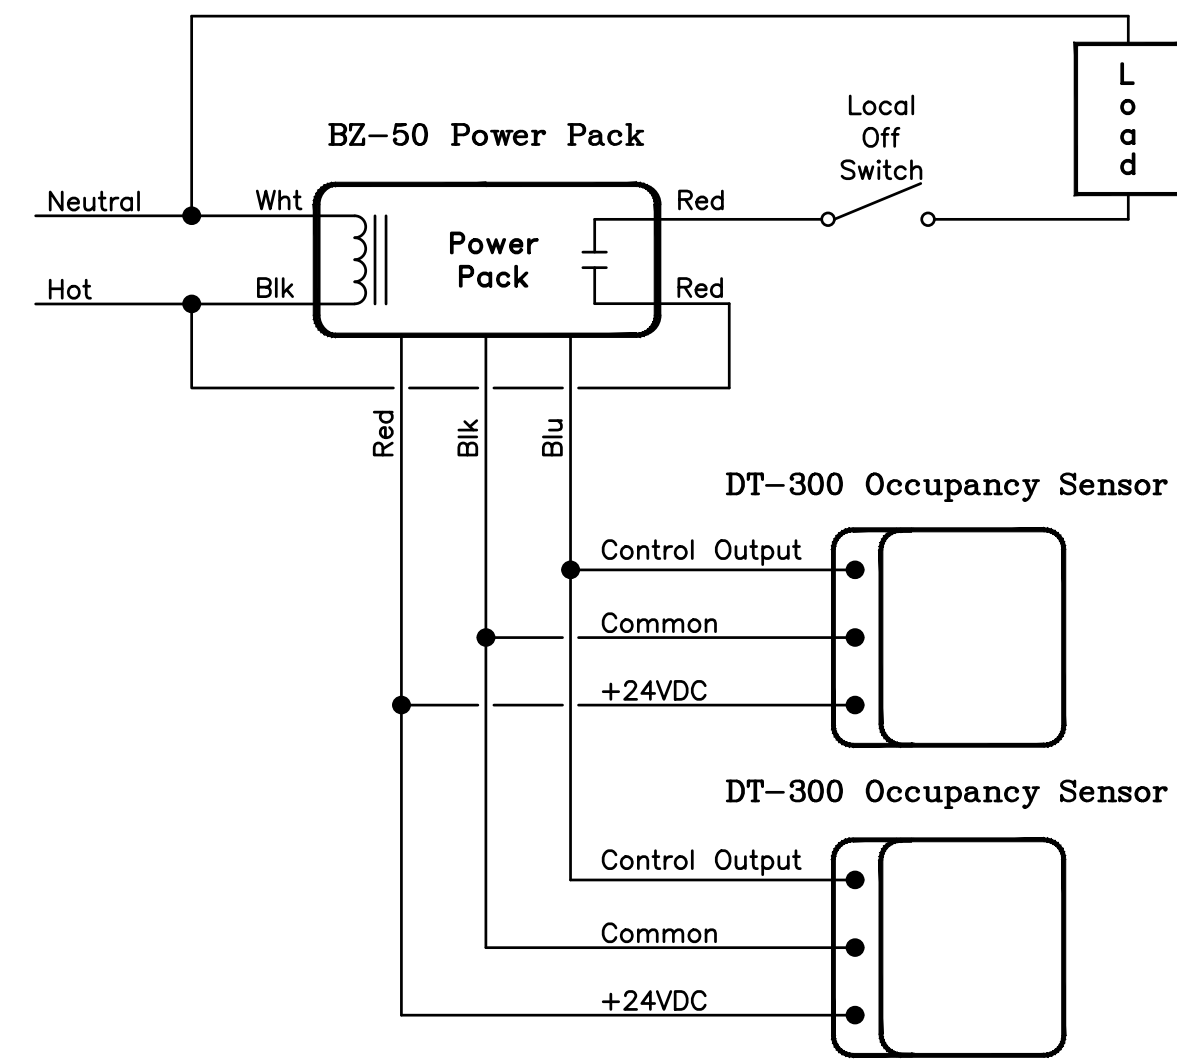 BZ-50 Power Pack
Local
Off
Switch
L
o
a
d
Neutral
Wht
Red
Power
Pack
Hot
Blk
Red
Red
Blk
Blu
DT-300 Occupancy Sensor
Control Output
Common
+24VDC
DT-300 Occupancy Sensor
Control Output
Common
+24VDC